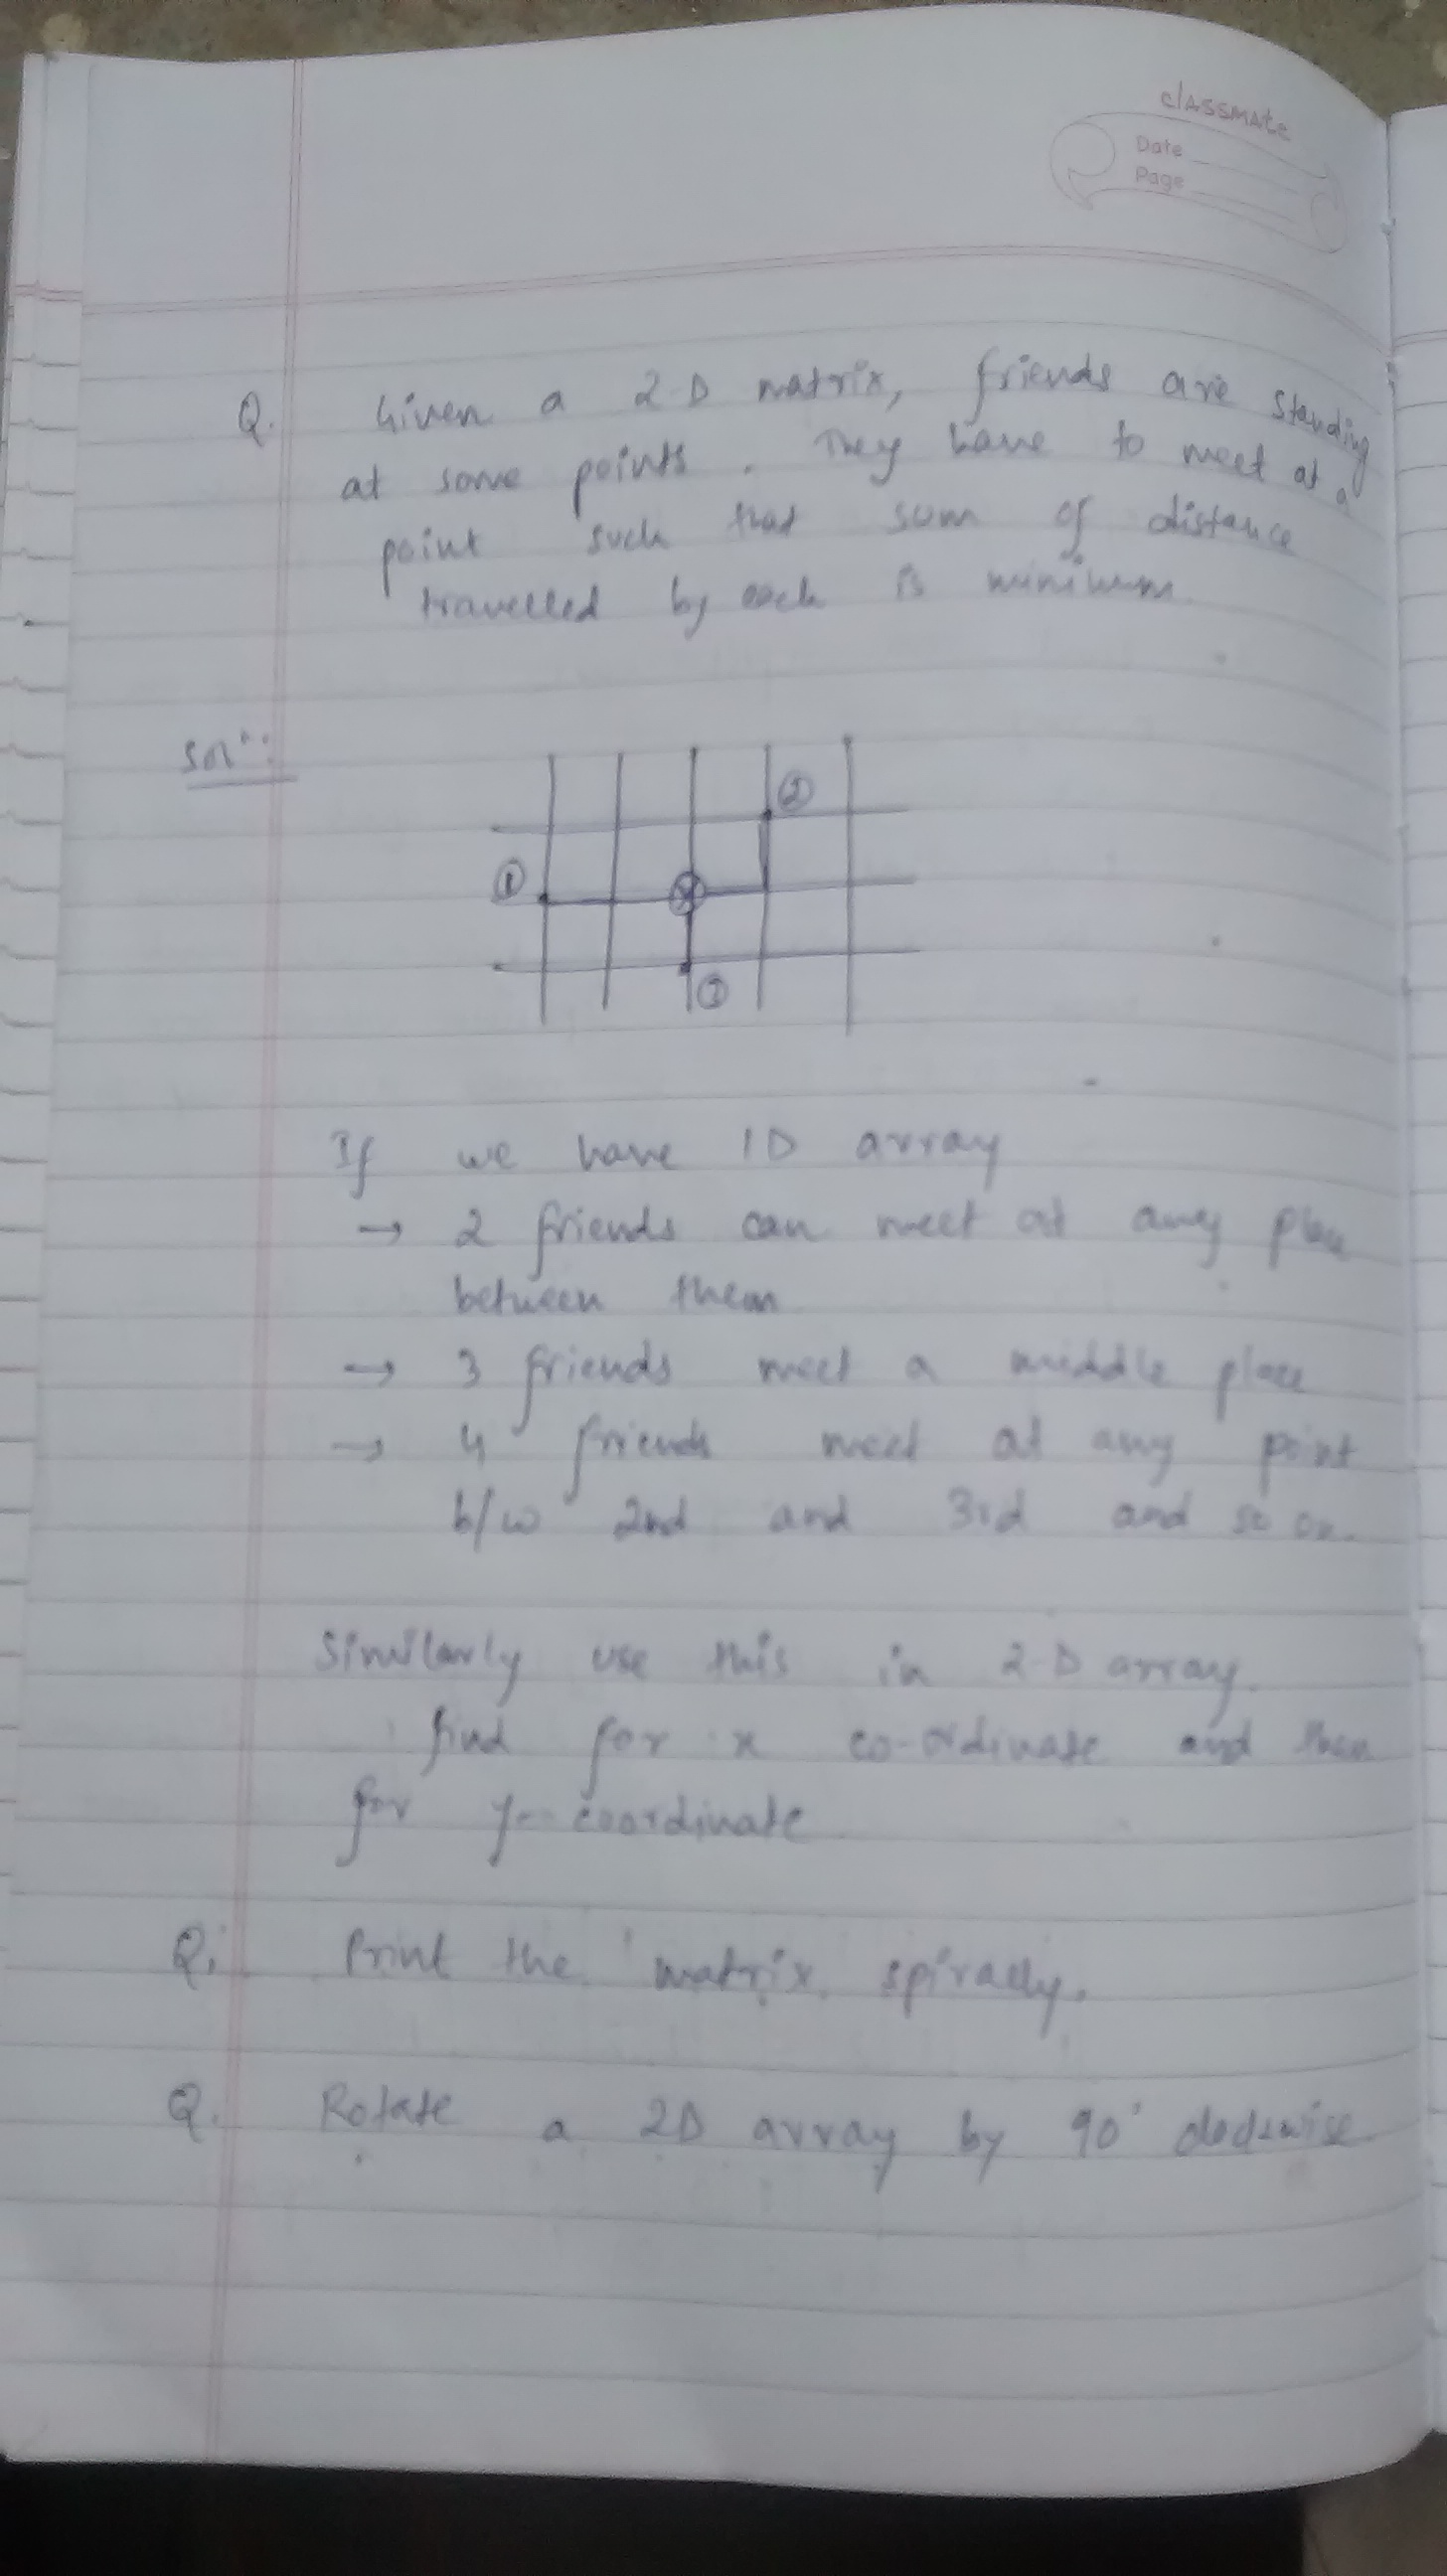 classmate
Date
Page
Q. Given a 2-D matrix, friends are standing
at some points. They have to meet at a
point such that sum of distance
travelled by each is minimum
Solⁿ:
②
①
③
If we have 1D array
→ 2 friends can meet at any place
between them
→ 3 friends meet a middle place
→ 4 friends meet at any point
b/w 2nd and 3rd and so on.
Similarly use this in 2-D array.
find for x co-ordinate and then
for y-coordinate
Q. Print the matrix spirally.
Q. Rotate a 2D array by 90° clockwise